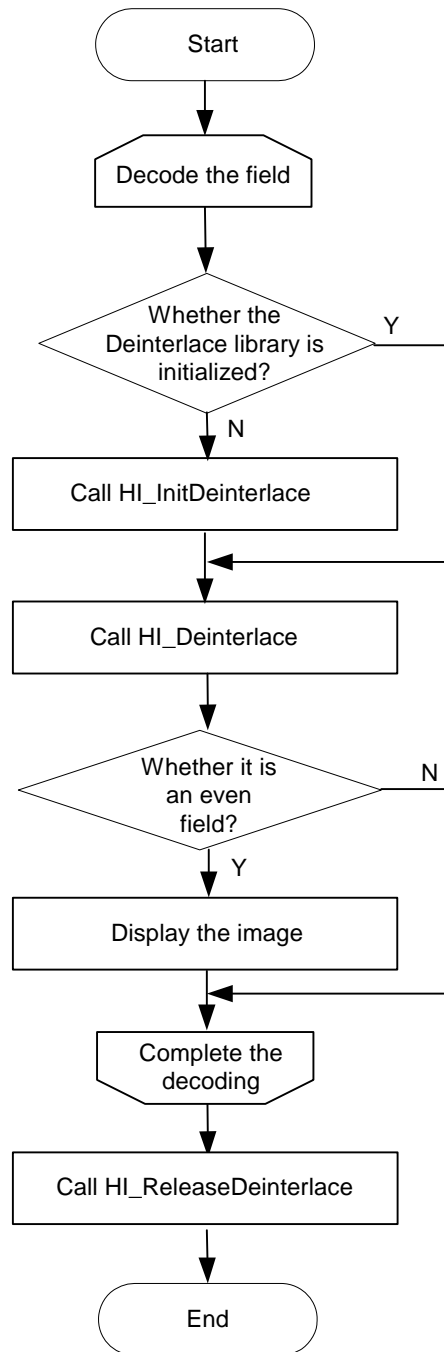 Start
Decode the field
Whether the
Deinterlace library is
initialized?
Y
N
Call HI_InitDeinterlace
Call HI_Deinterlace
Whether it is
an even
field?
N
Y
Display the image
Complete the
decoding
Call HI_ReleaseDeinterlace
End